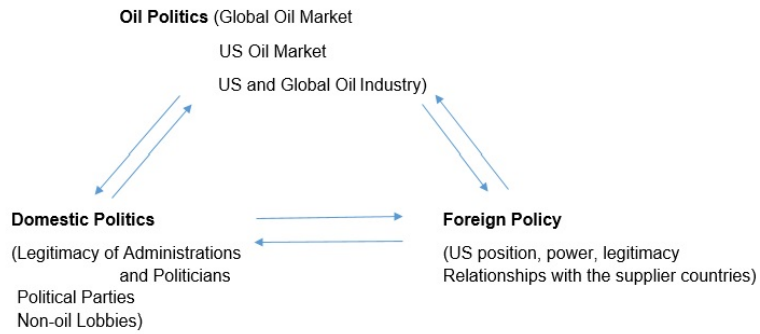 Oil Politics (Global Oil Market
US Oil Market
US and Global Oil Industry)
Domestic Politics
(Legitimacy of Administrations
and Politicians
Political Parties
Non-oil Lobbies)
Foreign Policy
(US position, power, legitimacy
Relationships with the supplier countries)